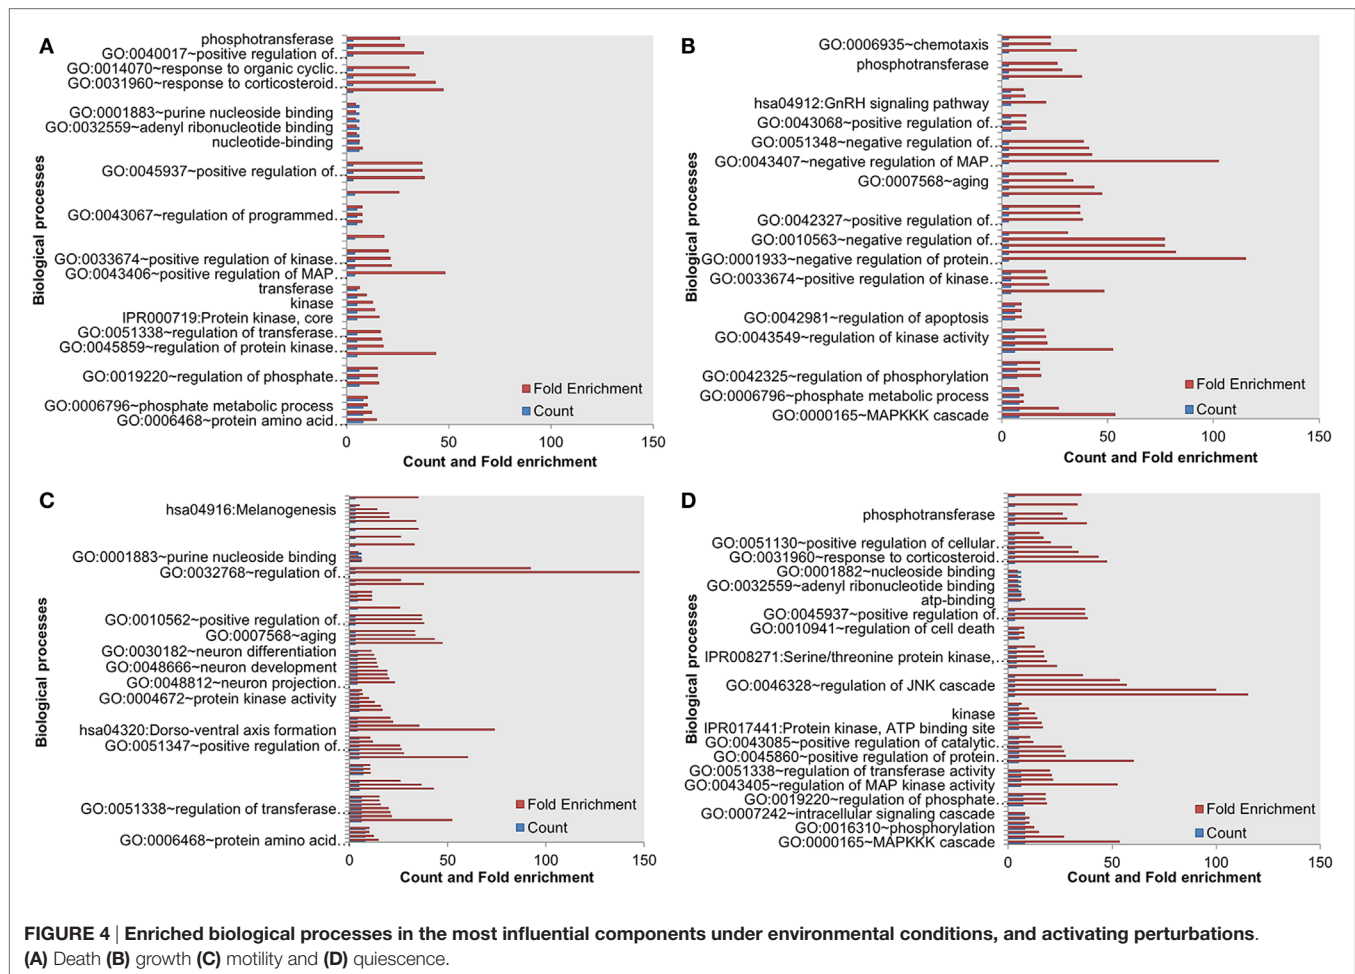 A
phosphotransferase
GO:0040017~positive regulation of…
GO:0014070~response to organic cyclic…
GO:0031960~response to corticosteroid…
GO:0001883~purine nucleoside binding
GO:0032559~adenyl ribonucleotide binding
nucleotide-binding
GO:0045937~positive regulation of…
GO:0043067~regulation of programmed…
GO:0033674~positive regulation of kinase…
GO:0043406~positive regulation of MAP…
transferase
kinase
IPR000719:Protein kinase, core
GO:0051338~regulation of transferase…
GO:0045859~regulation of protein kinase…
GO:0019220~regulation of phosphate…
GO:0006796~phosphate metabolic process
GO:0006468~protein amino acid…
Biological processes
Fold Enrichment
Count
0 50 100 150
Count and Fold enrichment
B
GO:0006935~chemotaxis
phosphotransferase
hsa04912:GnRH signaling pathway
GO:0043068~positive regulation of…
GO:0051348~negative regulation of…
GO:0043407~negative regulation of MAP…
GO:0007568~aging
GO:0042327~positive regulation of…
GO:0010563~negative regulation of…
GO:0001933~negative regulation of protein…
GO:0033674~positive regulation of kinase…
GO:0042981~regulation of apoptosis
GO:0043549~regulation of kinase activity
GO:0042325~regulation of phosphorylation
GO:0006796~phosphate metabolic process
GO:0000165~MAPKKK cascade
Biological processes
Fold Enrichment
Count
0 50 100 150
Count and Fold enrichment
C
hsa04916:Melanogenesis
GO:0001883~purine nucleoside binding
GO:0032768~regulation of…
GO:0010562~positive regulation of…
GO:0007568~aging
GO:0030182~neuron differentiation
GO:0048666~neuron development
GO:0048812~neuron projection…
GO:0004672~protein kinase activity
hsa04320:Dorso-ventral axis formation
GO:0051347~positive regulation of…
GO:0051338~regulation of transferase…
GO:0006468~protein amino acid…
Biological processes
Fold Enrichment
Count
0 50 100 150
Count and Fold enrichment
D
phosphotransferase
GO:0051130~positive regulation of cellular…
GO:0031960~response to corticosteroid…
GO:0001882~nucleoside binding
GO:0032559~adenyl ribonucleotide binding
atp-binding
GO:0045937~positive regulation of…
GO:0010941~regulation of cell death
IPR008271:Serine/threonine protein kinase,…
GO:0046328~regulation of JNK cascade
kinase
IPR017441:Protein kinase, ATP binding site
GO:0043085~positive regulation of catalytic…
GO:0045860~positive regulation of protein…
GO:0051338~regulation of transferase activity
GO:0043405~regulation of MAP kinase activity
GO:0019220~regulation of phosphate…
GO:0007242~intracellular signaling cascade
GO:0016310~phosphorylation
GO:0000165~MAPKKK cascade
Biological processes
Fold Enrichment
Count
0 50 100 150
Count and Fold enrichment
FIGURE 4 | Enriched biological processes in the most influential components under environmental conditions, and activating perturbations.
(A) Death (B) growth (C) motility and (D) quiescence.